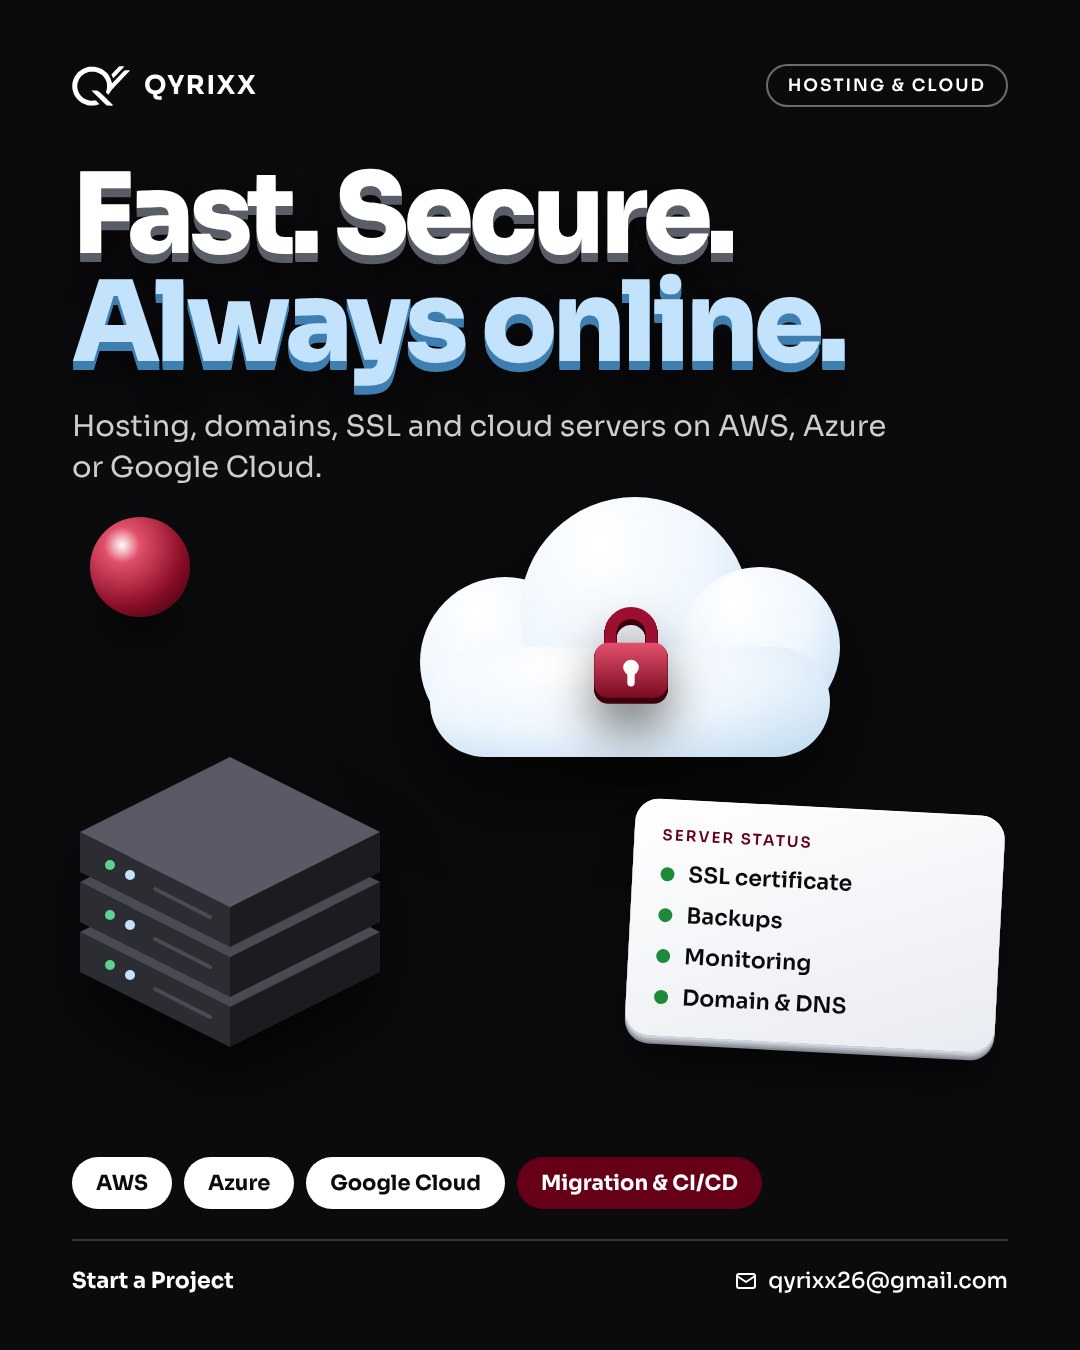 QYRIXX
HOSTING & CLOUD
Fast. Secure.
Always online.
Hosting, domains, SSL and cloud servers on AWS, Azure
or Google Cloud.
SERVER STATUS
SSL certificate
Backups
Monitoring
Domain & DNS
AWS
Azure
Google Cloud
Migration & CI/CD
Start a Project
qyrixx26@gmail.com